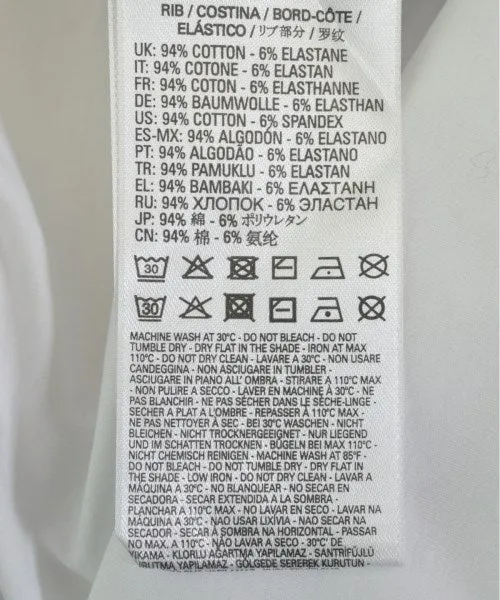 RIB / COSTINA / BORD-CÔTE /
ELÁSTICO / リブ部分 / 罗纹
UK: 94% COTTON - 6% ELASTANE
IT: 94% COTONE - 6% ELASTAN
FR: 94% COTON - 6% ELASTHANNE
DE: 94% BAUMWOLLE - 6% ELASTHAN
US: 94% COTTON - 6% SPANDEX
ES-MX: 94% ALGODÓN - 6% ELASTANO
PT: 94% ALGODÃO - 6% ELASTANO
TR: 94% PAMUKLU - 6% ELASTAN
EL: 94% BAMBAKI - 6% ΕΛΑΣΤΑΝΗ
RU: 94% ХЛОПОК - 6% ЭЛАСТАН
JP: 94% 綿 - 6% ポリウレタン
CN: 94% 棉 - 6% 氨纶
30
30
MACHINE WASH AT 30°C - DO NOT BLEACH - DO NOT
TUMBLE DRY - DRY FLAT IN THE SHADE - IRON AT MAX
110°C - DO NOT DRY CLEAN - LAVARE A 30°C - NON USARE
CANDEGGINA - NON ASCIUGARE IN TUMBLER -
ASCIUGARE IN PIANO ALL' OMBRA - STIRARE A 110°C MAX
- NON PULIRE A SECCO - LAVER EN MACHINE À 30°C - NE
PAS BLANCHIR - NE PAS SÉCHER DANS LE SÈCHE-LINGE -
SÉCHER A PLAT A L'OMBRE - REPASSER À 110°C MAX -
NE PAS NETTOYER À SEC - BEI 30°C WASCHEN - NICHT
BLEICHEN - NICHT TROCKNERGEEIGNET - NUR LIEGEND
UND IM SCHATTEN TROCKNEN - BÜGELN BEI MAX 110°C -
NICHT CHEMISCH REINIGEN - MACHINE WASH AT 85°F -
DO NOT BLEACH - DO NOT TUMBLE DRY - DRY FLAT IN
THE SHADE - LOW IRON - DO NOT DRY CLEAN - LAVAR A
MÁQUINA A 30°C - NO BLANQUEAR - NO SECAR EN
SECADORA - SECAR EXTENDIDA A LA SOMBRA -
PLANCHAR A 110°C MAX - NO LAVAR EN SECO - LAVAR NA
MÁQUINA A 30°C - NAO USAR LIXÍVIA - NAO SECAR NA
SECADOR - SECAR À SOMBRA NA HORIZONTAL - PASSAR
NO MAX. A 110°C - NÃO LAVAR A SECO - 30°C' DE
YIKAMA - KLORLU AĞARTMA YAPILAMAZ - SANTRİFÜJLÜ
KURUTMA YAPILAMAZ - GÖLGEDE SEREREK KURUTUN -